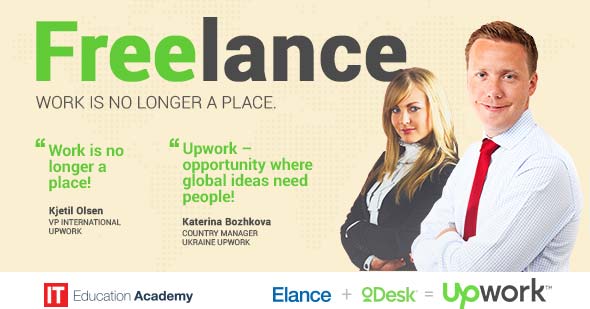 Freelance
WORK IS NO LONGER A PLACE.
“ Work is no
longer a
place!
Kjetil Olsen
VP INTERNATIONAL
UPWORK
“ Upwork –
opportunity where
global ideas need
people!
Katerina Bozhkova
COUNTRY MANAGER
UKRAINE UPWORK
IT Education Academy
Elance + oDesk = Upwork™